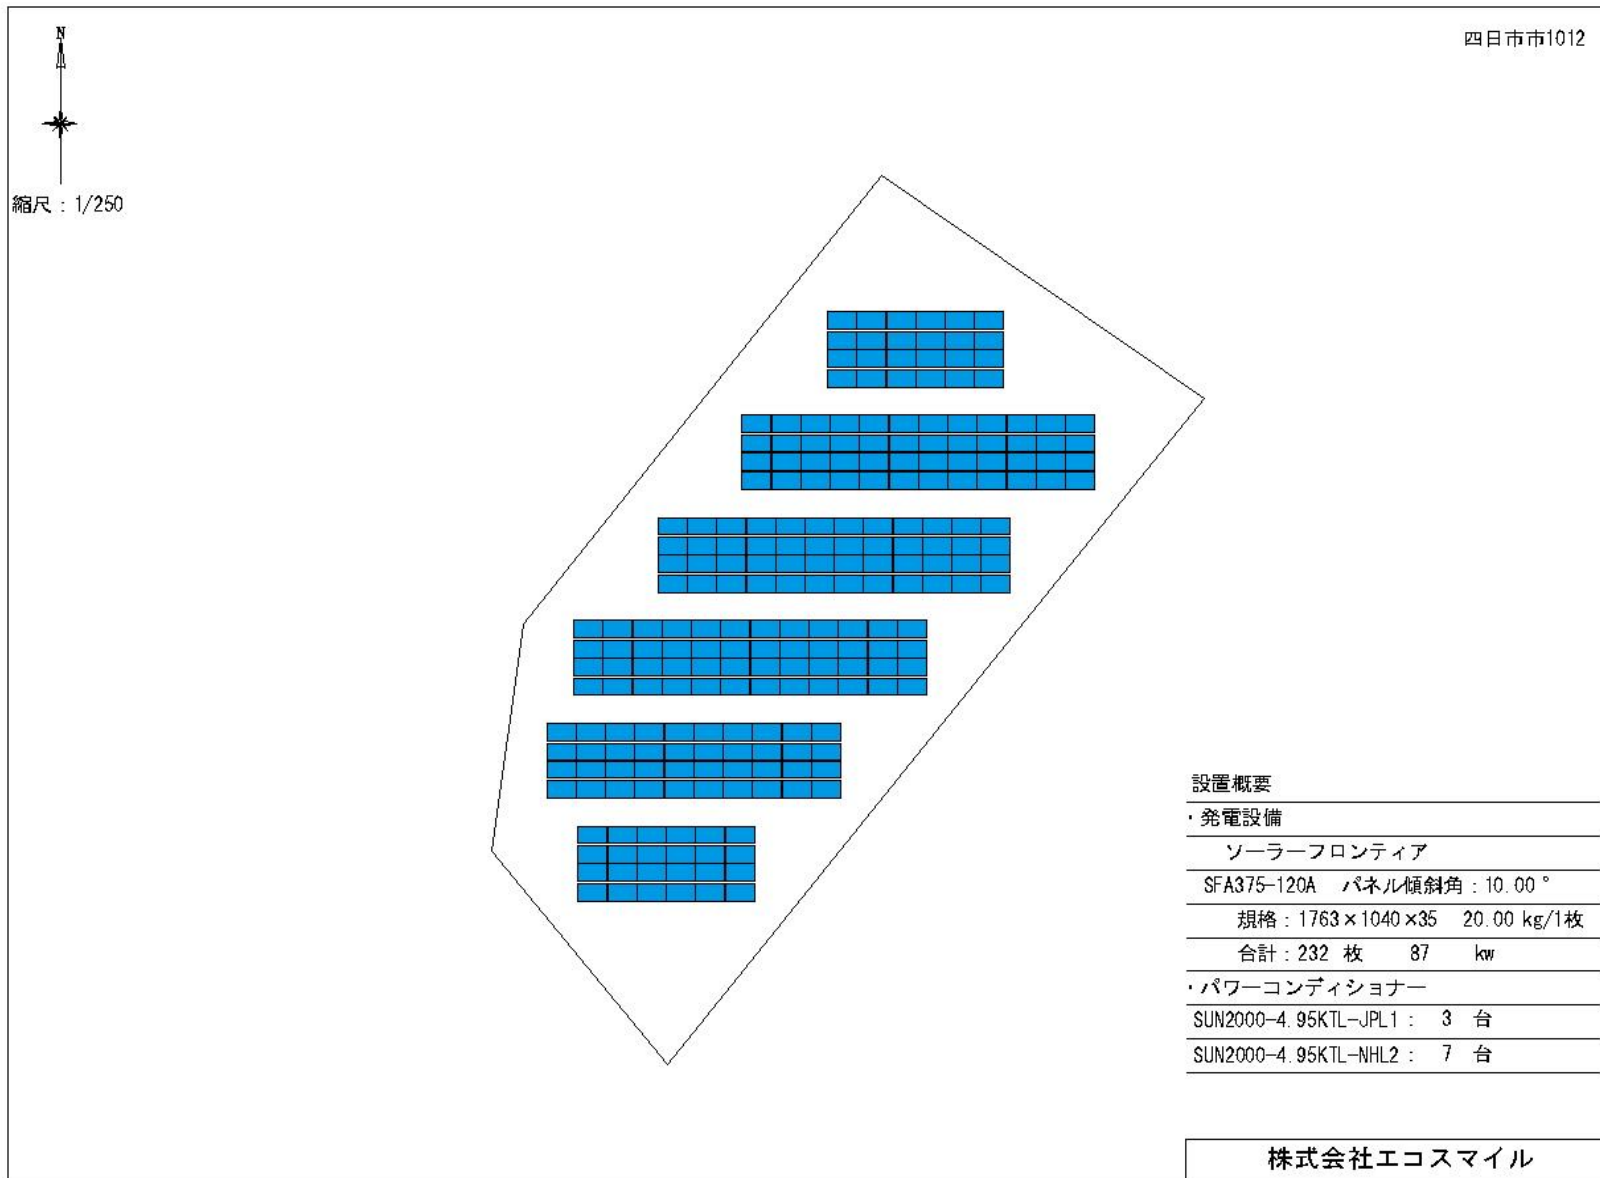 N
四日市市1012
縮尺：1/250
設置概要
・発電設備
ソーラーフロンティア
SFA375-120A パネル傾斜角：10.00°
規格：1763×1040×35 20.00 kg/1枚
合計：232 枚 87 kw
・パワーコンディショナー
SUN2000-4.95KTL-JPL1： 3 台
SUN2000-4.95KTL-NHL2： 7 台
株式会社エコスマイル